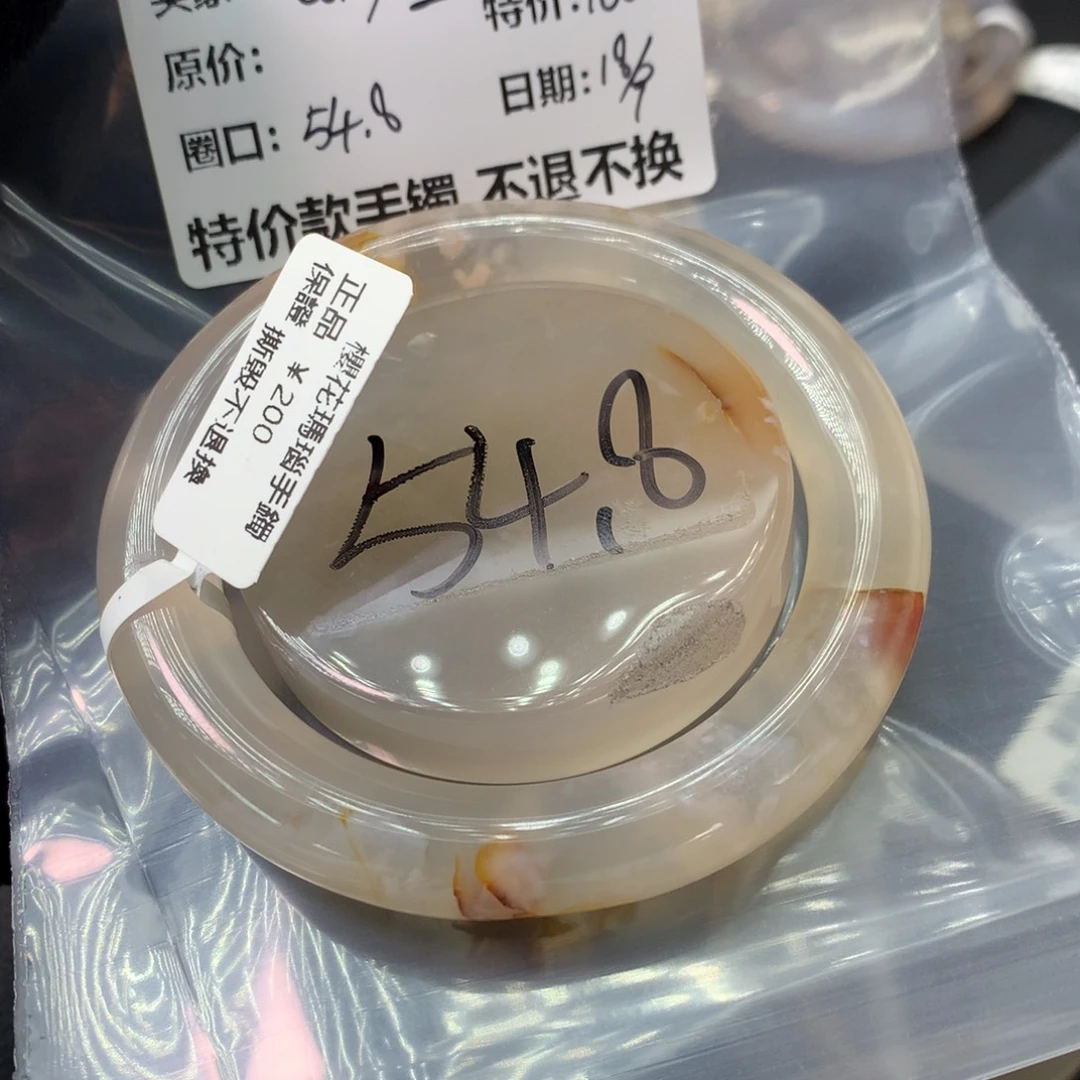 特价:
原价:
日期: 18/9
圈口: 54.8
特价款手镯 不退不换
樱花玛瑙手镯
正品 ¥200
保器 撕毁不退换
54.8